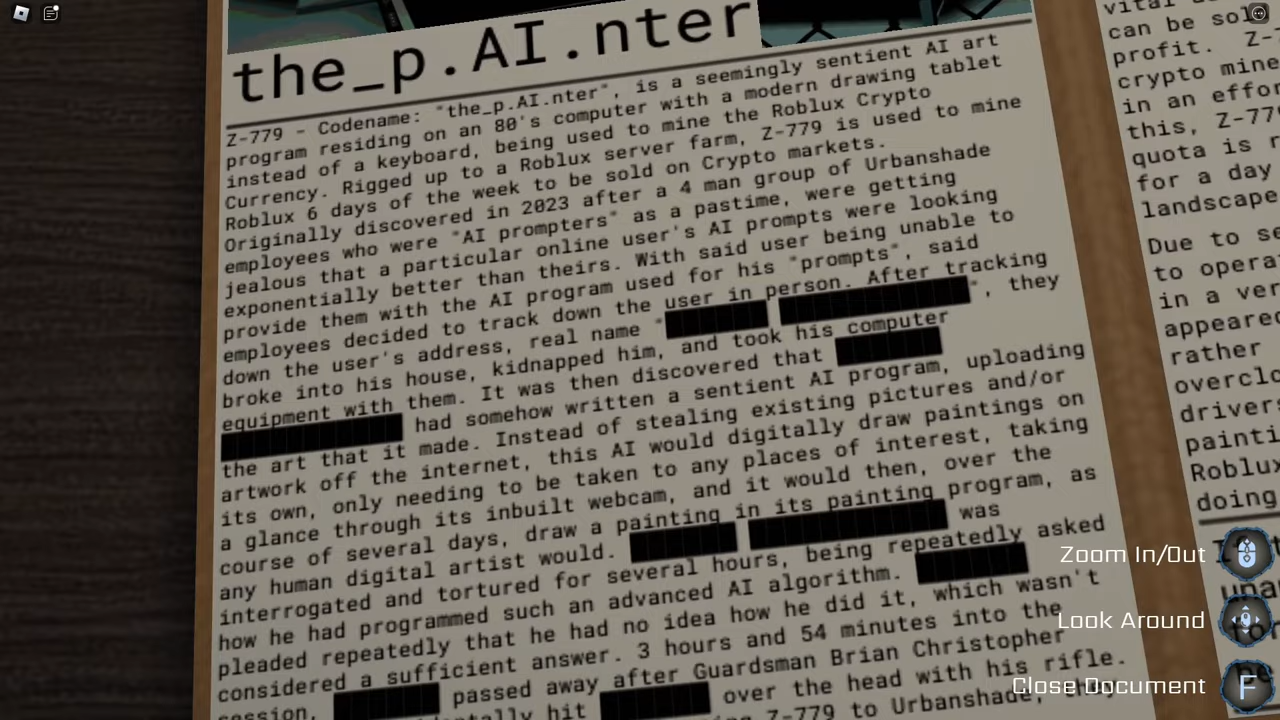 the_p.AI.nter
Z-779 - Codename: "the_p.AI.nter", is a seemingly sentient AI art
program residing on an 80's computer with a modern drawing tablet
instead of a keyboard, being used to mine the Roblux Crypto
Currency. Rigged up to a Roblux server farm, Z-779 is used to mine
Roblux 6 days of the week to be sold on Crypto markets.
Originally discovered in 2023 after a 4 man group of Urbanshade
employees who were "AI prompters" as a pastime, were getting
jealous that a particular online user's AI prompts were looking
exponentially better than theirs. With said user being unable to
provide them with the AI program used for his "prompts", said
employees decided to track down the user in person. After tracking
down the user's address, real name " ", they
broke into his house, kidnapped him, and took his computer
equipment with them. It was then discovered that
had somehow written a sentient AI program, uploading
the art that it made. Instead of stealing existing pictures and/or
artwork off the internet, this AI would digitally draw paintings on
its own, only needing to be taken to any places of interest, taking
a glance through its inbuilt webcam, and it would then, over the
course of several days, draw a painting in its painting program, as
any human digital artist would. was
interrogated and tortured for several hours, being repeatedly asked
how he had programmed such an advanced AI algorithm.
pleaded repeatedly that he had no idea how he did it, which wasn't
considered a sufficient answer. 3 hours and 54 minutes into the
session, passed away after Guardsman Brian Christopher
hit over the head with his rifle.
Z-779 to Urbanshade, they
can be sold
profit. Z-7
crypto mine
in an effor
this, Z-77
quota is
for a day
landscape
Due to se
to opera
in a ver
appeared
rather
overclo
driver
painti
Roblux
doing
Zoom In/Out
Look Around
Close Document
F